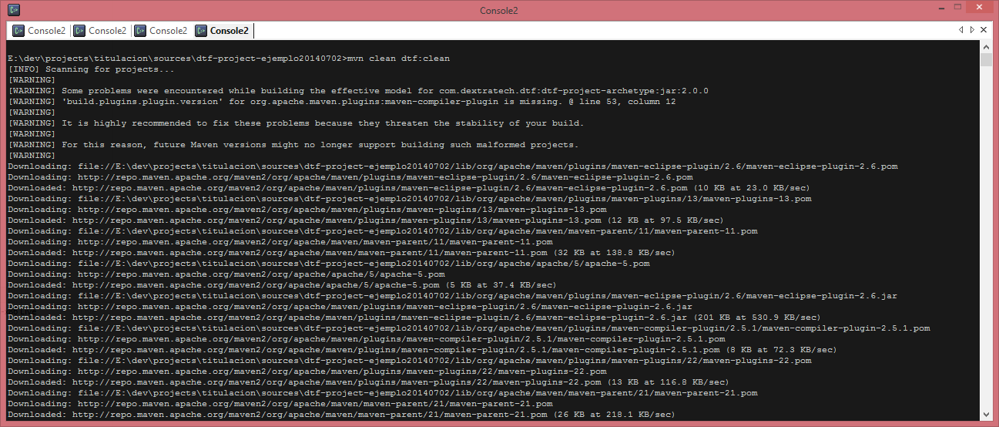 Console2
Console2 Console2 Console2 Console2
E:\dev\projects\titulacion\sources\dtf-project-ejemplo20140702>mvn clean dtf:clean
[INFO] Scanning for projects...
[WARNING]
[WARNING] Some problems were encountered while building the effective model for com.dextratech.dtf:dtf-project-archetype:jar:2.0.0
[WARNING] 'build.plugins.plugin.version' for org.apache.maven.plugins:maven-compiler-plugin is missing. @ line 53, column 12
[WARNING]
[WARNING] It is highly recommended to fix these problems because they threaten the stability of your build.
[WARNING]
[WARNING] For this reason, future Maven versions might no longer support building such malformed projects.
[WARNING]
Downloading: file://E:\dev\projects\titulacion\sources\dtf-project-ejemplo20140702/lib/org/apache/maven/plugins/maven-eclipse-plugin/2.6/maven-eclipse-plugin-2.6.pom
Downloading: http://repo.maven.apache.org/maven2/org/apache/maven/plugins/maven-eclipse-plugin/2.6/maven-eclipse-plugin-2.6.pom
Downloaded: http://repo.maven.apache.org/maven2/org/apache/maven/plugins/maven-eclipse-plugin/2.6/maven-eclipse-plugin-2.6.pom (10 KB at 23.0 KB/sec)
Downloading: file://E:\dev\projects\titulacion\sources\dtf-project-ejemplo20140702/lib/org/apache/maven/plugins/maven-plugins/13/maven-plugins-13.pom
Downloading: http://repo.maven.apache.org/maven2/org/apache/maven/plugins/maven-plugins/13/maven-plugins-13.pom
Downloaded: http://repo.maven.apache.org/maven2/org/apache/maven/plugins/maven-plugins/13/maven-plugins-13.pom (12 KB at 97.5 KB/sec)
Downloading: file://E:\dev\projects\titulacion\sources\dtf-project-ejemplo20140702/lib/org/apache/maven/maven-parent/11/maven-parent-11.pom
Downloading: http://repo.maven.apache.org/maven2/org/apache/maven/maven-parent/11/maven-parent-11.pom
Downloaded: http://repo.maven.apache.org/maven2/org/apache/maven/maven-parent/11/maven-parent-11.pom (32 KB at 138.8 KB/sec)
Downloading: file://E:\dev\projects\titulacion\sources\dtf-project-ejemplo20140702/lib/org/apache/apache/5/apache-5.pom
Downloading: http://repo.maven.apache.org/maven2/org/apache/apache/5/apache-5.pom
Downloaded: http://repo.maven.apache.org/maven2/org/apache/apache/5/apache-5.pom (5 KB at 37.4 KB/sec)
Downloading: file://E:\dev\projects\titulacion\sources\dtf-project-ejemplo20140702/lib/org/apache/maven/plugins/maven-eclipse-plugin/2.6/maven-eclipse-plugin-2.6.jar
Downloading: http://repo.maven.apache.org/maven2/org/apache/maven/plugins/maven-eclipse-plugin/2.6/maven-eclipse-plugin-2.6.jar
Downloaded: http://repo.maven.apache.org/maven2/org/apache/maven/plugins/maven-eclipse-plugin/2.6/maven-eclipse-plugin-2.6.jar (201 KB at 530.9 KB/sec)
Downloading: file://E:\dev\projects\titulacion\sources\dtf-project-ejemplo20140702/lib/org/apache/maven/plugins/maven-compiler-plugin/2.5.1/maven-compiler-plugin-2.5.1.pom
Downloading: http://repo.maven.apache.org/maven2/org/apache/maven/plugins/maven-compiler-plugin/2.5.1/maven-compiler-plugin-2.5.1.pom
Downloaded: http://repo.maven.apache.org/maven2/org/apache/maven/plugins/maven-compiler-plugin/2.5.1/maven-compiler-plugin-2.5.1.pom (8 KB at 72.3 KB/sec)
Downloading: file://E:\dev\projects\titulacion\sources\dtf-project-ejemplo20140702/lib/org/apache/maven/plugins/maven-plugins/22/maven-plugins-22.pom
Downloading: http://repo.maven.apache.org/maven2/org/apache/maven/plugins/maven-plugins/22/maven-plugins-22.pom
Downloaded: http://repo.maven.apache.org/maven2/org/apache/maven/plugins/maven-plugins/22/maven-plugins-22.pom (13 KB at 116.8 KB/sec)
Downloading: file://E:\dev\projects\titulacion\sources\dtf-project-ejemplo20140702/lib/org/apache/maven/maven-parent/21/maven-parent-21.pom
Downloading: http://repo.maven.apache.org/maven2/org/apache/maven/maven-parent/21/maven-parent-21.pom
Downloaded: http://repo.maven.apache.org/maven2/org/apache/maven/maven-parent/21/maven-parent-21.pom (26 KB at 218.1 KB/sec)